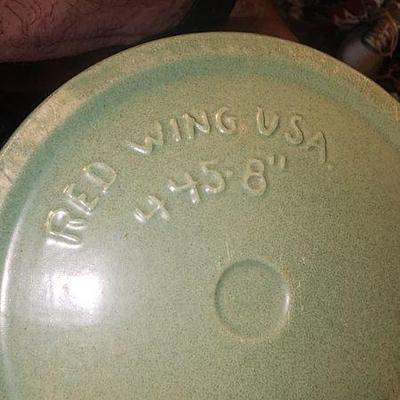 RED WING USA
445-8"